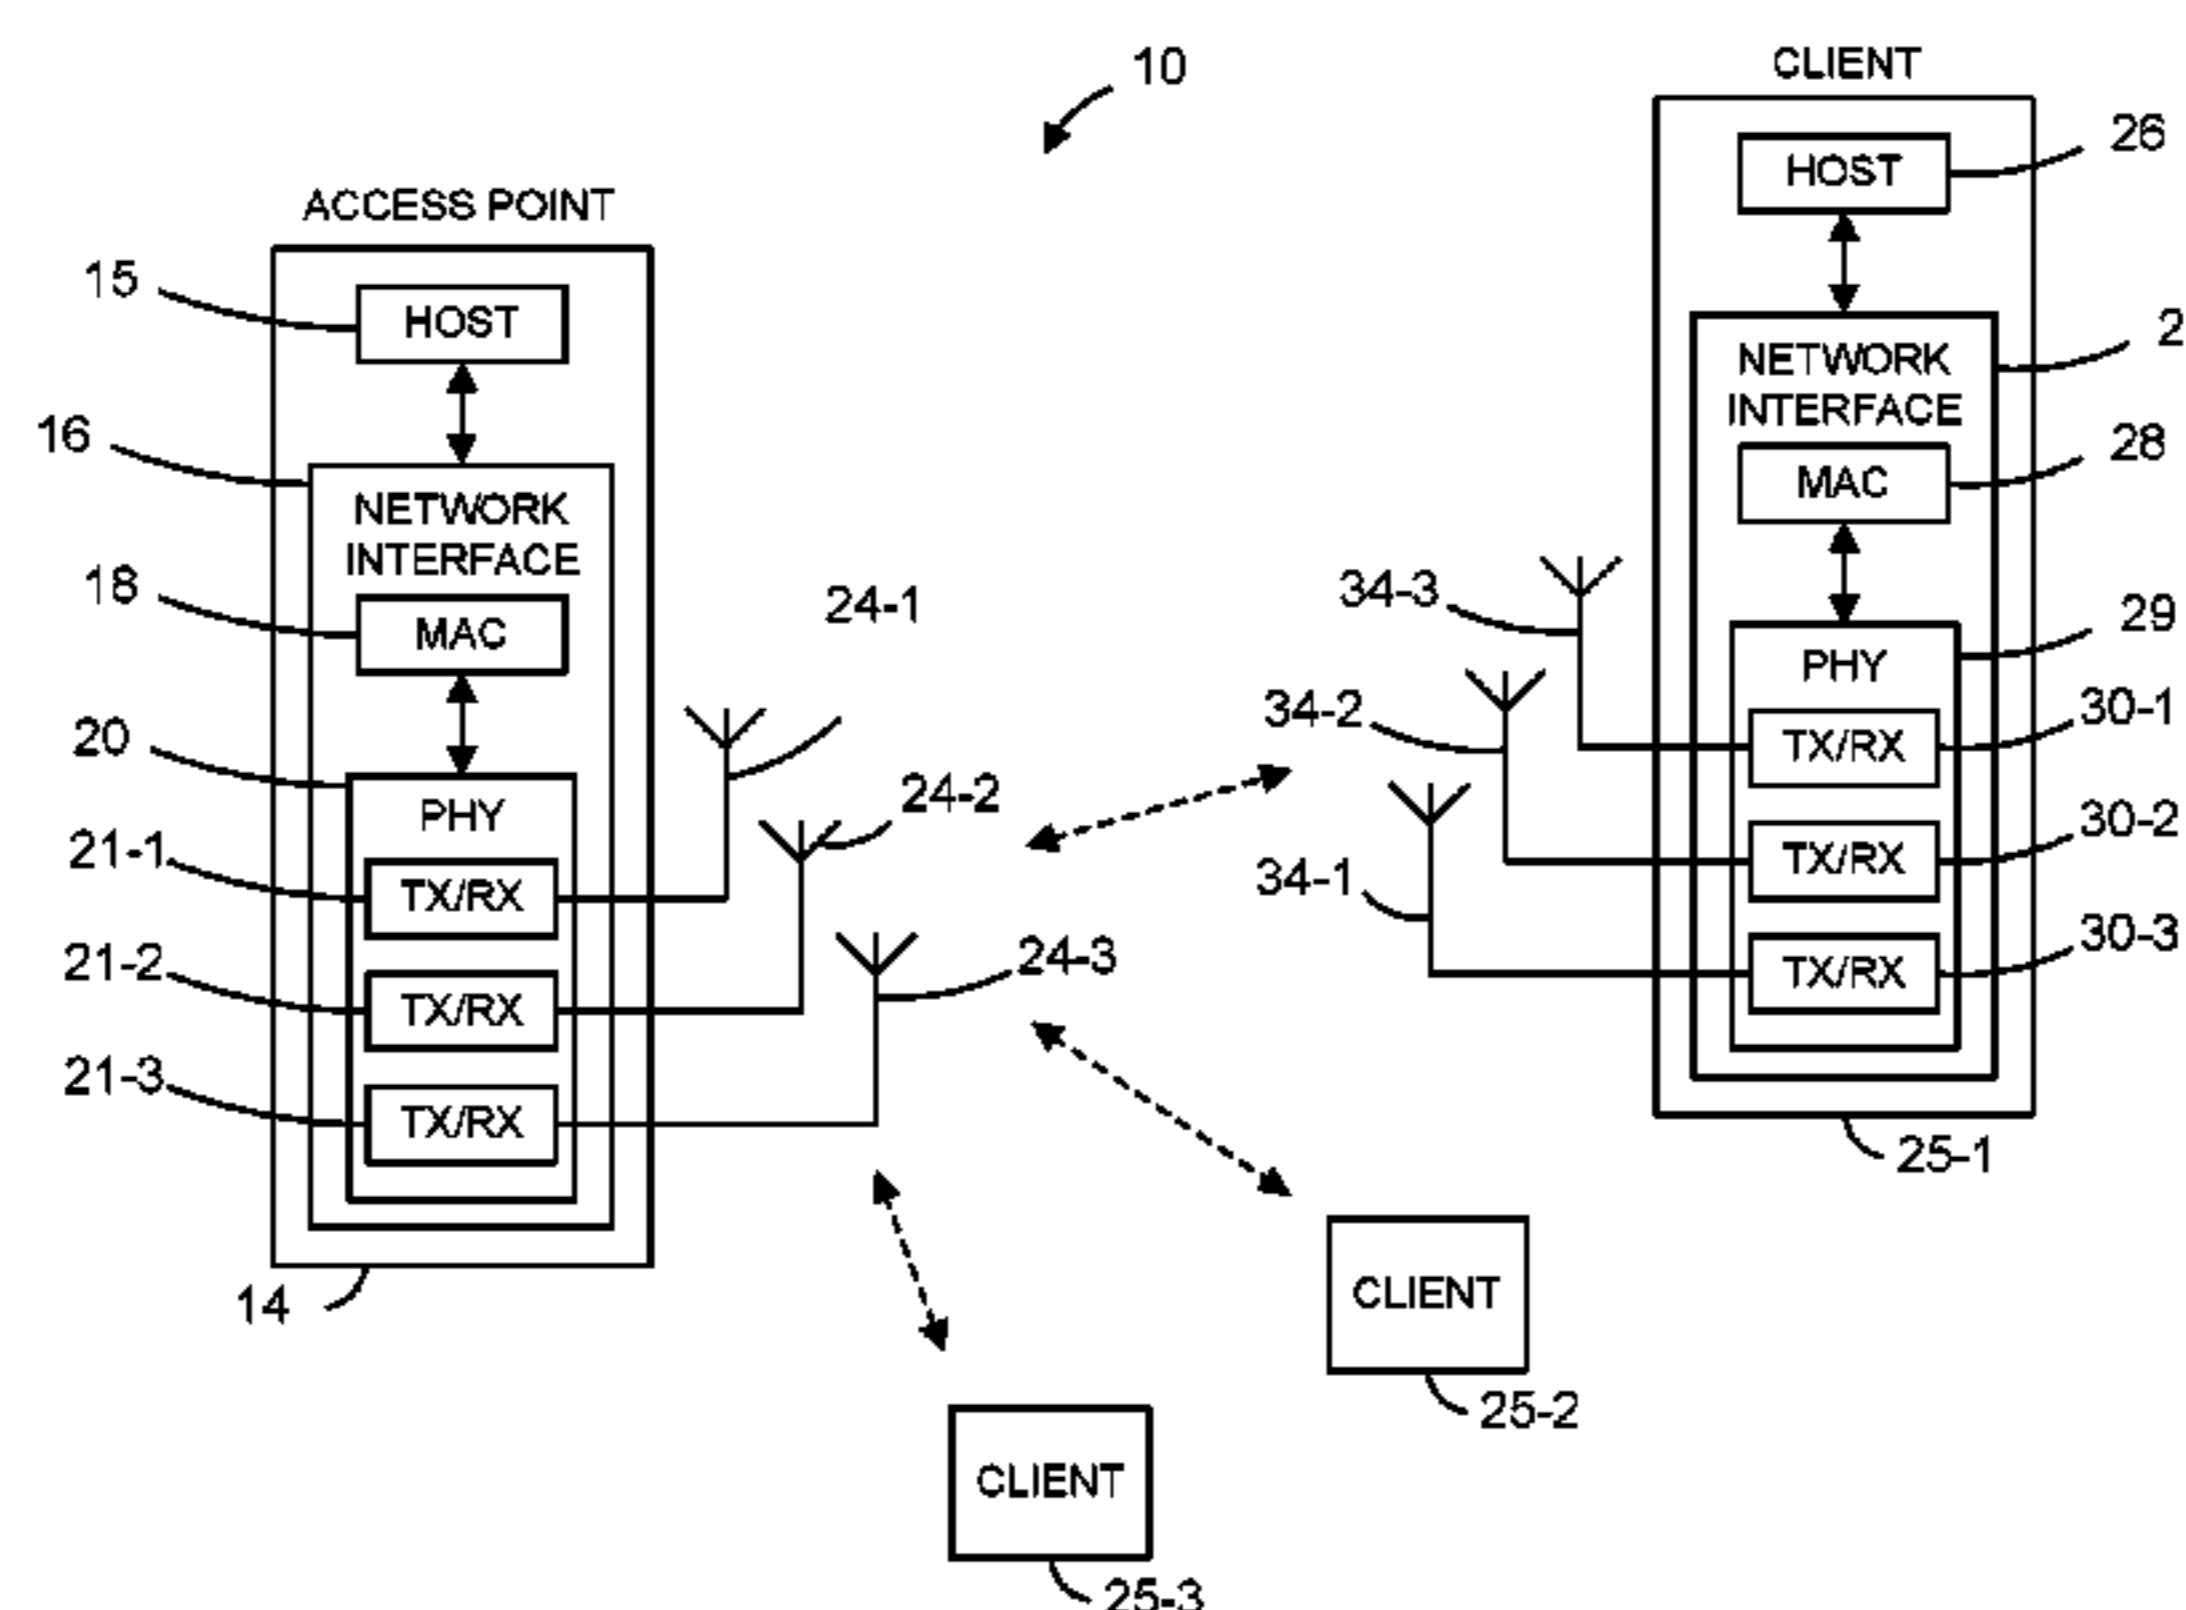 10
CLIENT
26
HOST
ACCESS POINT
15
HOST
2
NETWORK
INTERFACE
16
28
MAC
NETWORK
INTERFACE
18
MAC
24-1
34-3
29
PHY
20
PHY
34-2
30-1
TX/RX
24-2
21-1
TX/RX
34-1
30-2
TX/RX
21-2
TX/RX
24-3
30-3
TX/RX
21-3
TX/RX
25-1
14
CLIENT
25-2
CLIENT
25-3